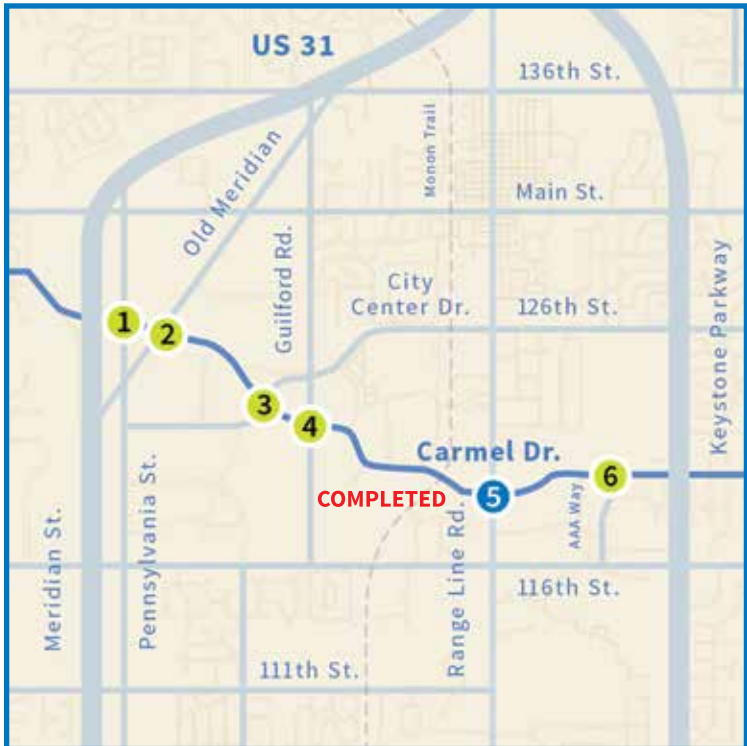 US 31
136th St.
Monon Trail
Old Meridian
Main St.
Guilford Rd.
City
Center Dr.
126th St.
Keystone Parkway
1
2
3
4
Carmel Dr.
COMPLETED
5
6
AAA Way
Meridian St.
Pennsylvania St.
Range Line Rd.
116th St.
111th St.